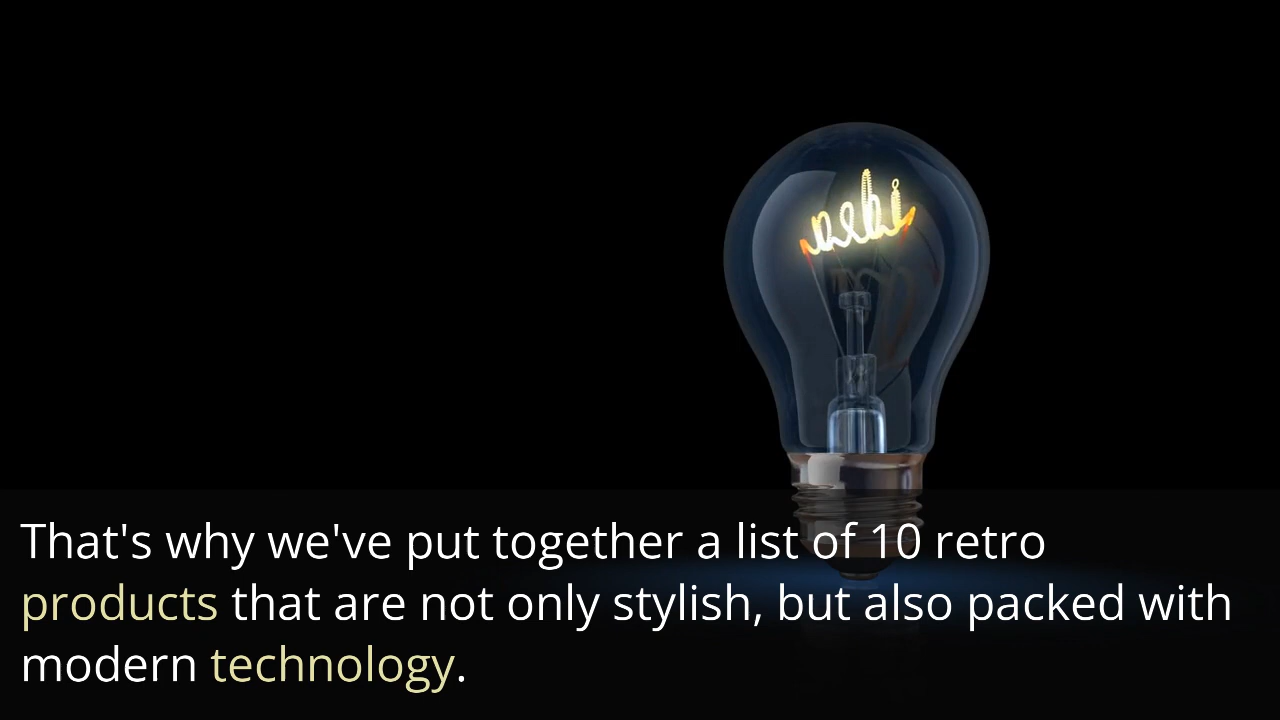 That's why we've put together a list of 10 retro
products that are not only stylish, but also packed with
modern technology.